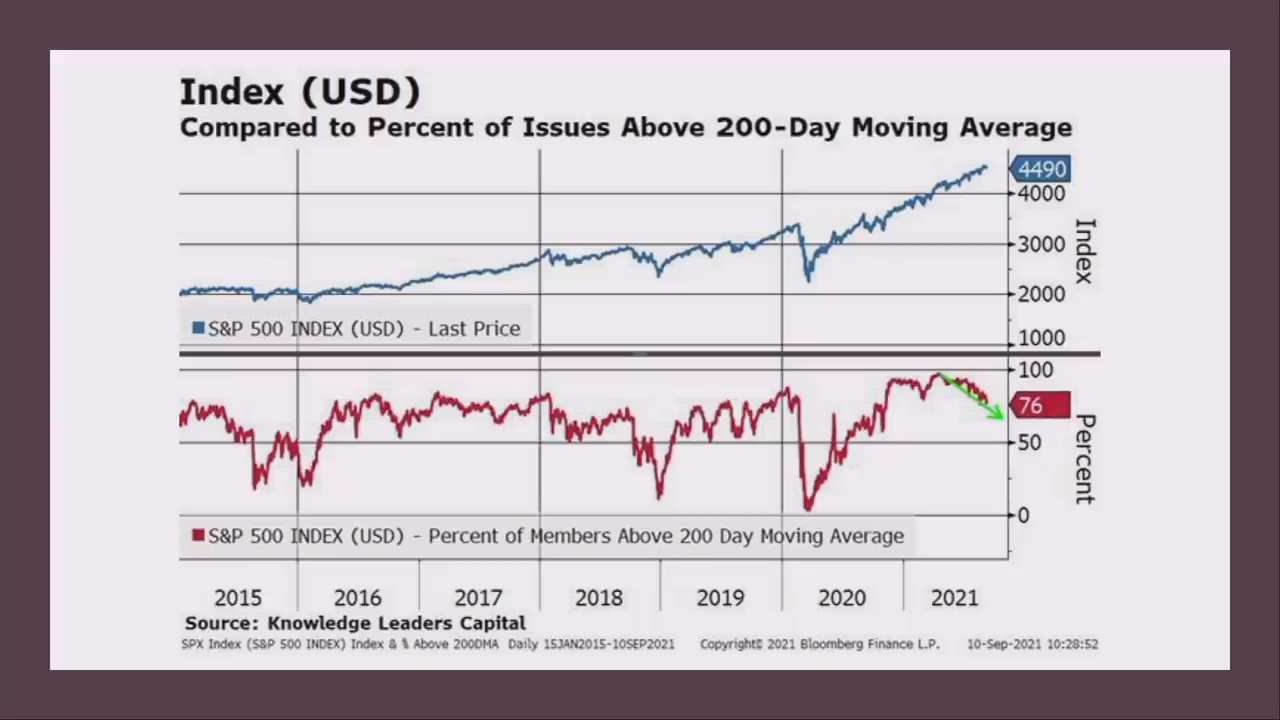 Index (USD)
Compared to Percent of Issues Above 200-Day Moving Average
4490
4000
3000
2000
1000
Index
S&P 500 INDEX (USD) - Last Price
100
76
50
0
Percent
S&P 500 INDEX (USD) - Percent of Members Above 200 Day Moving Average
2015 2016 2017 2018 2019 2020 2021
Source: Knowledge Leaders Capital
SPX Index (S&P 500 INDEX) Index & % Above 200DMA Daily 15JAN2015-10SEP2021 Copyright© 2021 Bloomberg Finance L.P. 10-Sep-2021 10:28:52